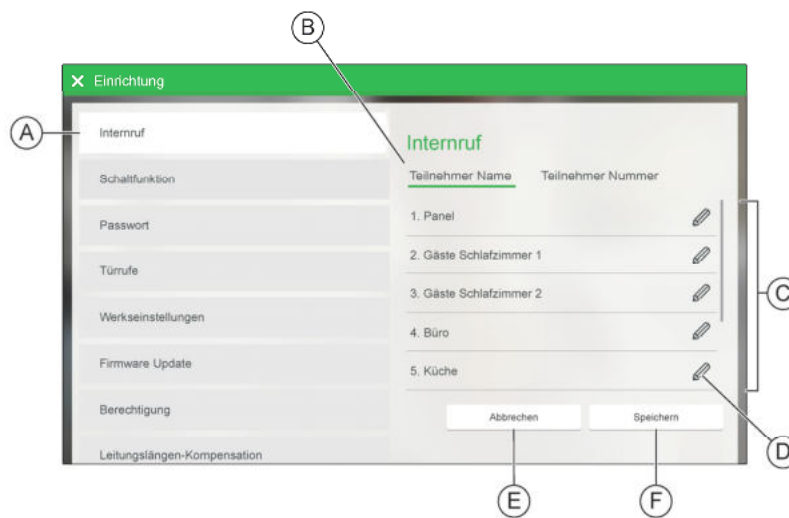 B
Einrichtung
A
Internruf
Schaltfunktion
Passwort
Türrufe
Werkseinstellungen
Firmware Update
Berechtigung
Leitungslängen-Kompensation
Internruf
Teilnehmer Name Teilnehmer Nummer
1. Panel
2. Gäste Schlafzimmer 1
3. Gäste Schlafzimmer 2
4. Büro
5. Küche
Abbrechen Speichern
C
D
E F